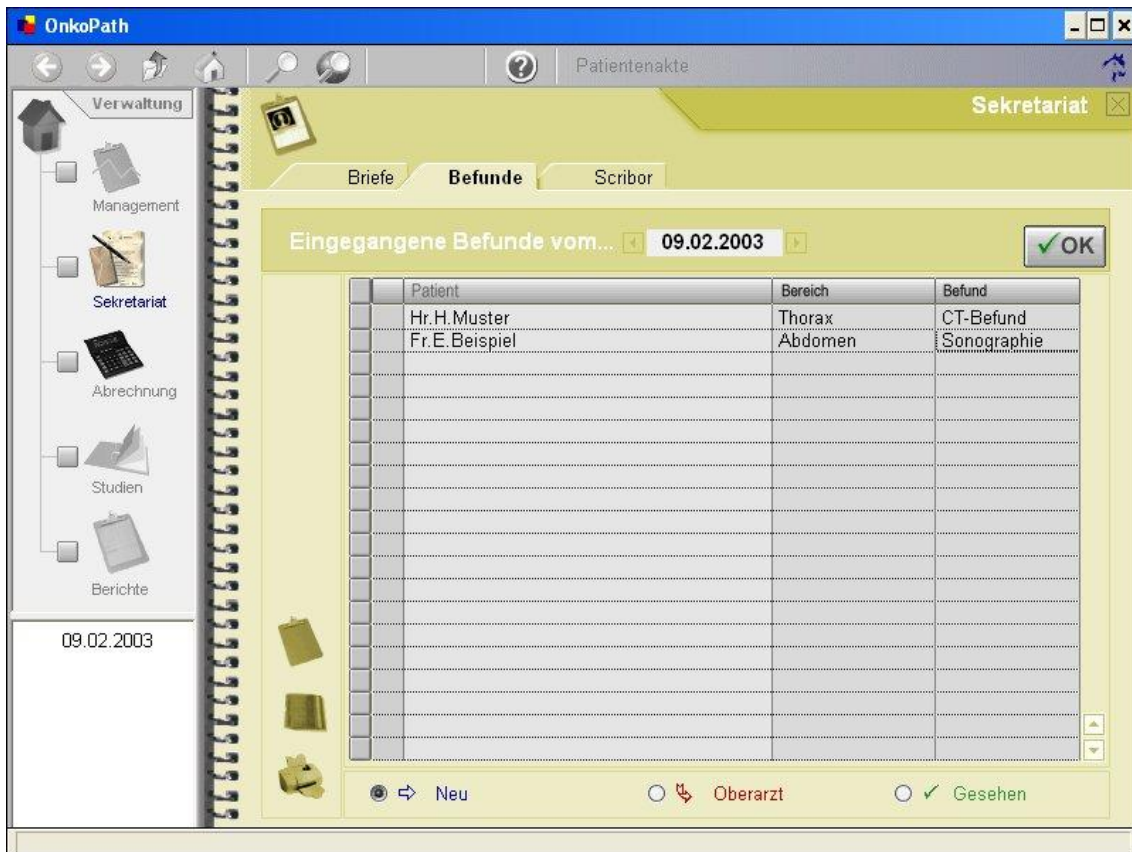 OnkoPath
Patientenakte
Verwaltung
Management
Sekretariat
Abrechnung
Studien
Berichte
09.02.2003
Sekretariat
Briefe Befunde Scribor
Eingegangene Befunde vom... 09.02.2003 OK
Patient Bereich Befund
Hr.H.Muster Thorax CT-Befund
Fr.E.Beispiel Abdomen Sonographie
Neu Oberarzt Gesehen